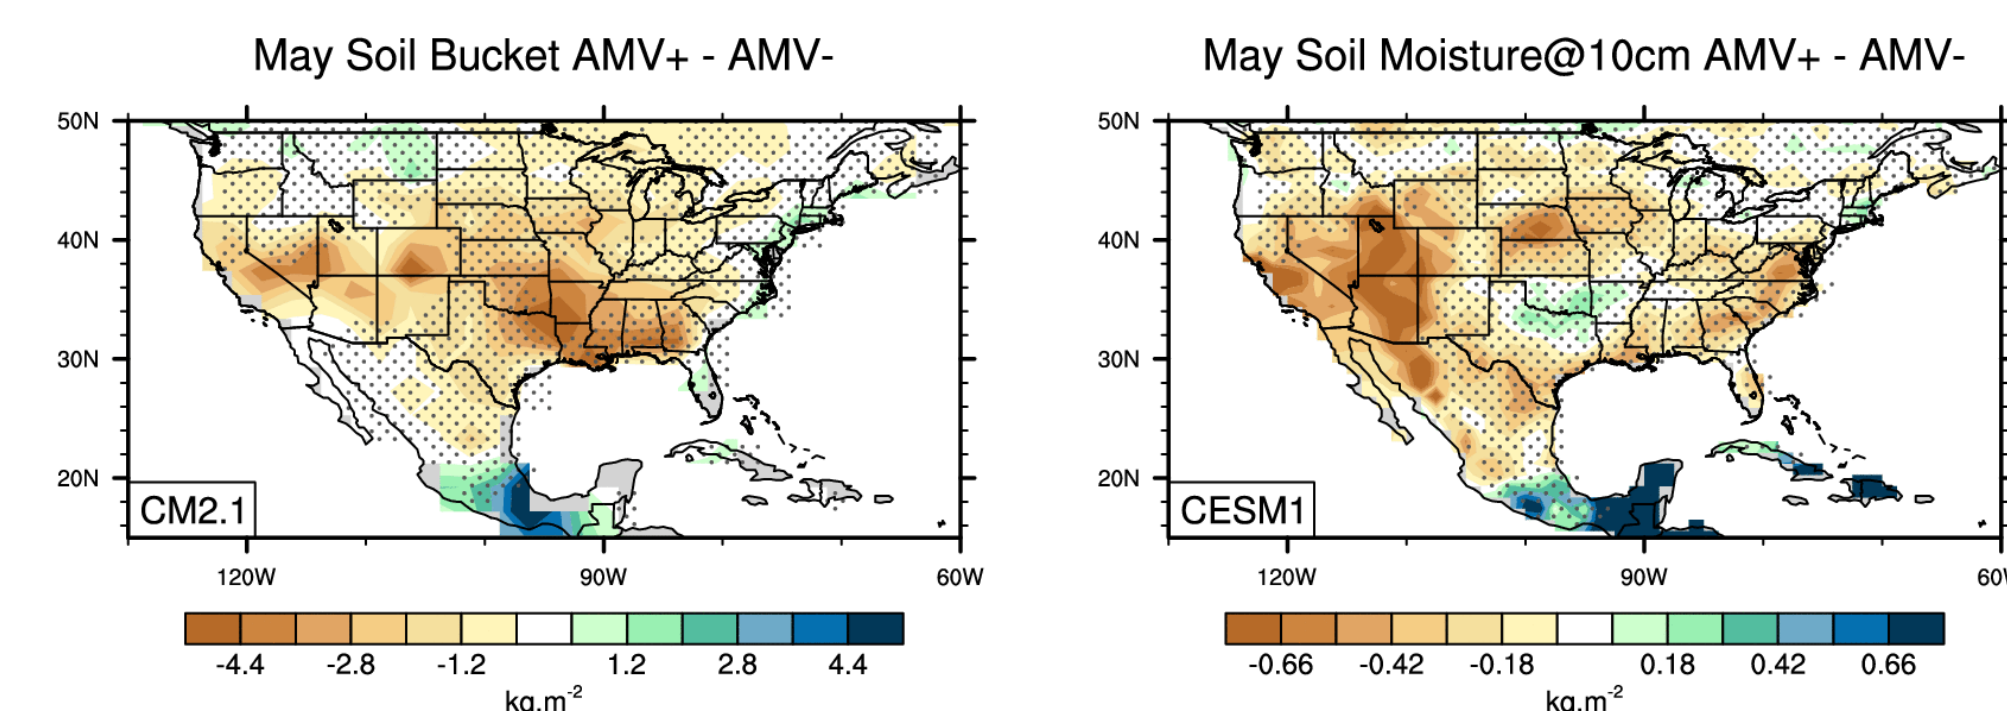 May Soil Bucket AMV+ - AMV-
50N
40N
30N
20N
CM2.1
120W
90W
60W
-4.4
-2.8
-1.2
1.2
2.8
4.4
kg.m-2
May Soil Moisture@10cm AMV+ - AMV-
50N
40N
30N
20N
CESM1
120W
90W
-0.66
-0.42
-0.18
0.18
0.42
0.66
kg.m-2